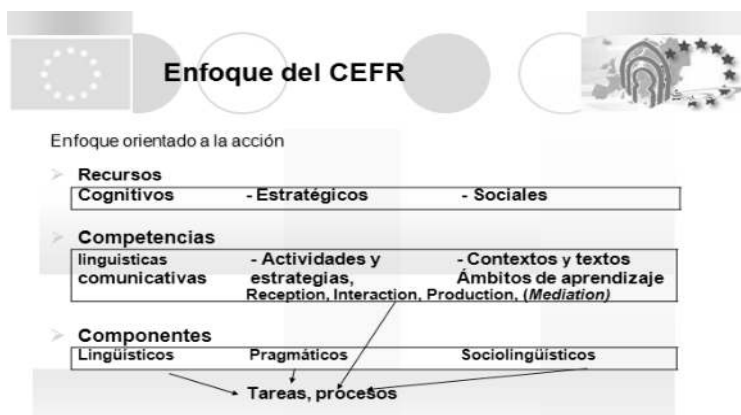 Enfoque del CEFR
Enfoque orientado a la acción
Recursos
Cognitivos - Estratégicos - Sociales
Competencias
linguisticas - Actividades y - Contextos y textos
comunicativas estrategias, Ámbitos de aprendizaje
Reception, Interaction, Production, (Mediation)
Componentes
Lingüísticos Pragmáticos Sociolingüísticos
Tareas, procesos